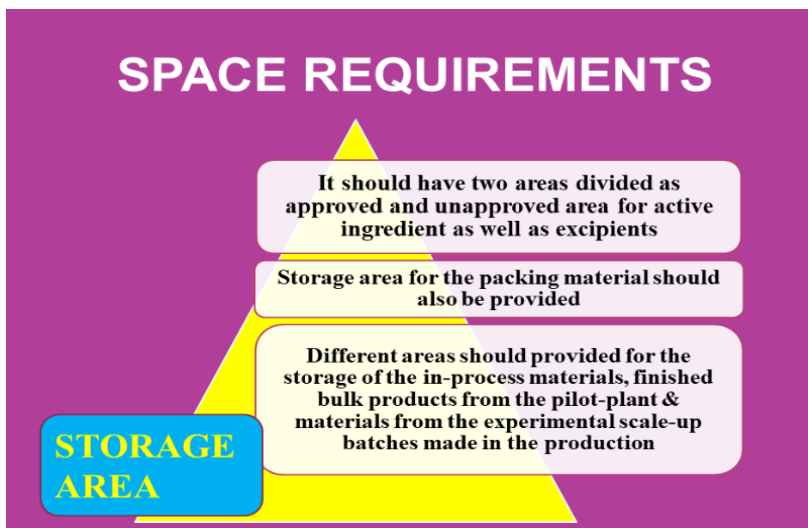 SPACE REQUIREMENTS
It should have two areas divided as
approved and unapproved area for active
ingredient as well as excipients
Storage area for the packing material should
also be provided
Different areas should provided for the
storage of the in-process materials, finished
bulk products from the pilot-plant &
materials from the experimental scale-up
batches made in the production
STORAGE
AREA